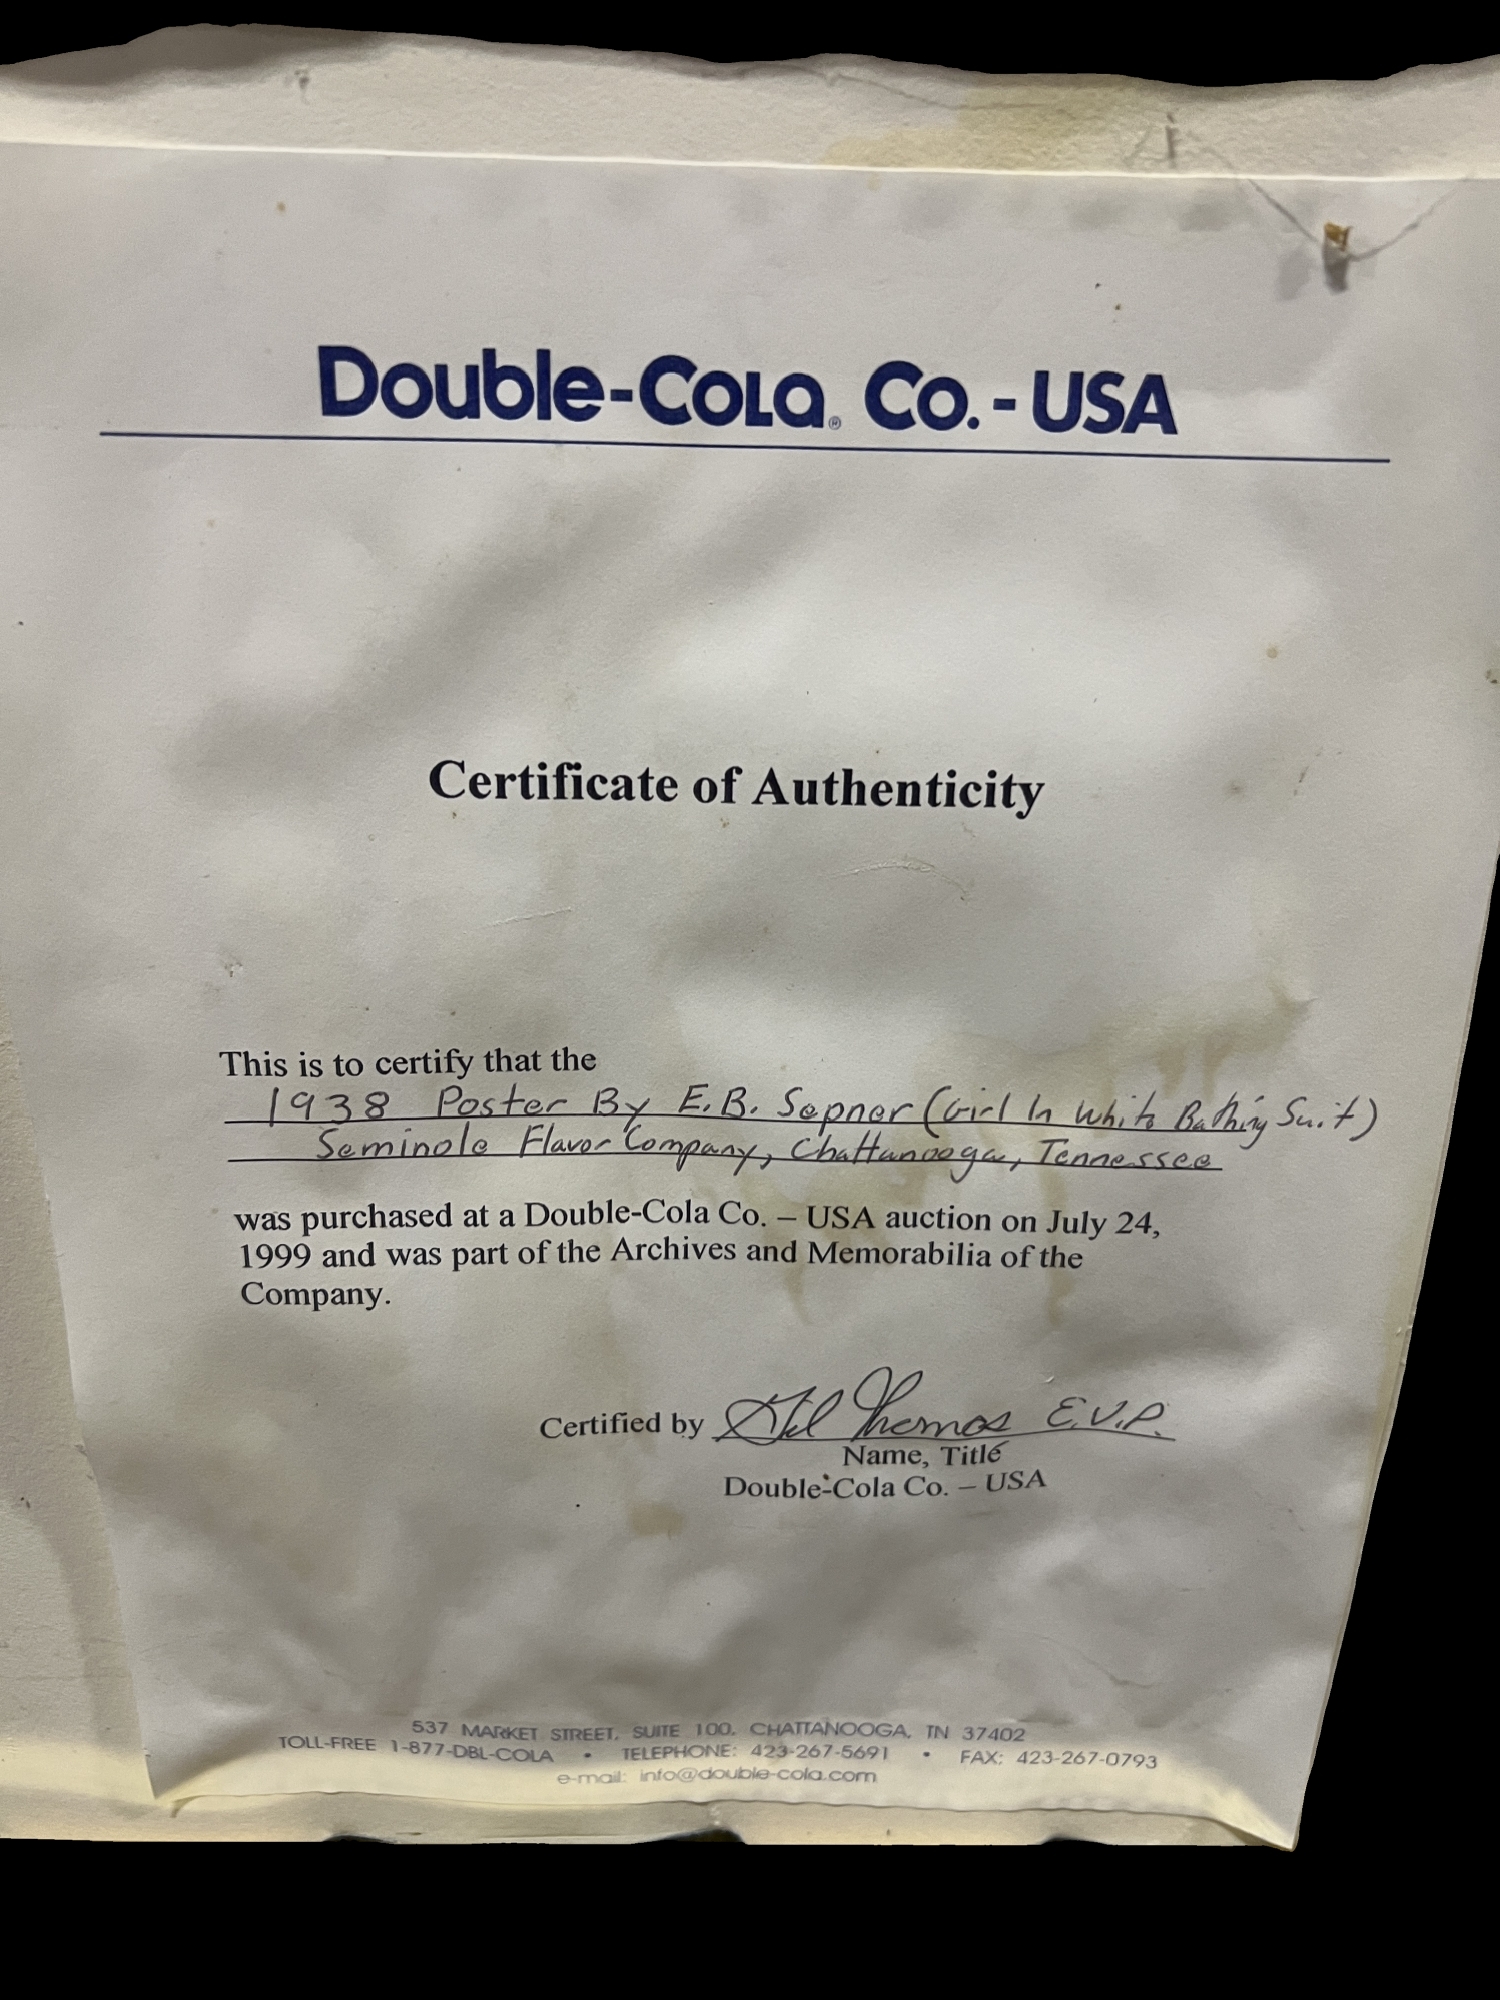 Double-Cola® Co. - USA
Certificate of Authenticity
This is to certify that the
1938 Poster By E.B. Sepner (Girl In White Bathing Suit)
Seminole Flavor Company, Chattanooga, Tennessee
was purchased at a Double-Cola Co. – USA auction on July 24,
1999 and was part of the Archives and Memorabilia of the
Company.
Certified by Thomas E.V.P.
Name, Title
Double-Cola Co. – USA
537 MARKET STREET, SUITE 100, CHATTANOOGA, TN 37402
TOLL-FREE 1-877-DBL-COLA • TELEPHONE: 423-267-5691 • FAX: 423-267-0793
e-mail: info@double-cola.com